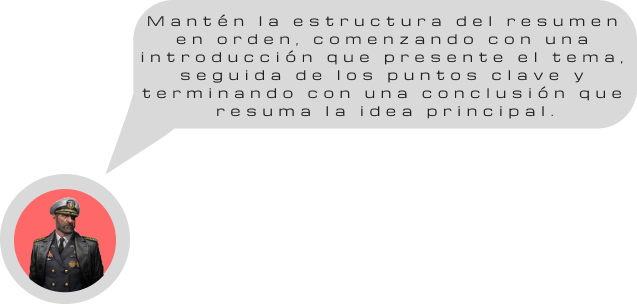 Mantén la estructura del resumen
en orden, comenzando con una
introducción que presente el tema,
seguida de los puntos clave y
terminando con una conclusión que
resuma la idea principal.